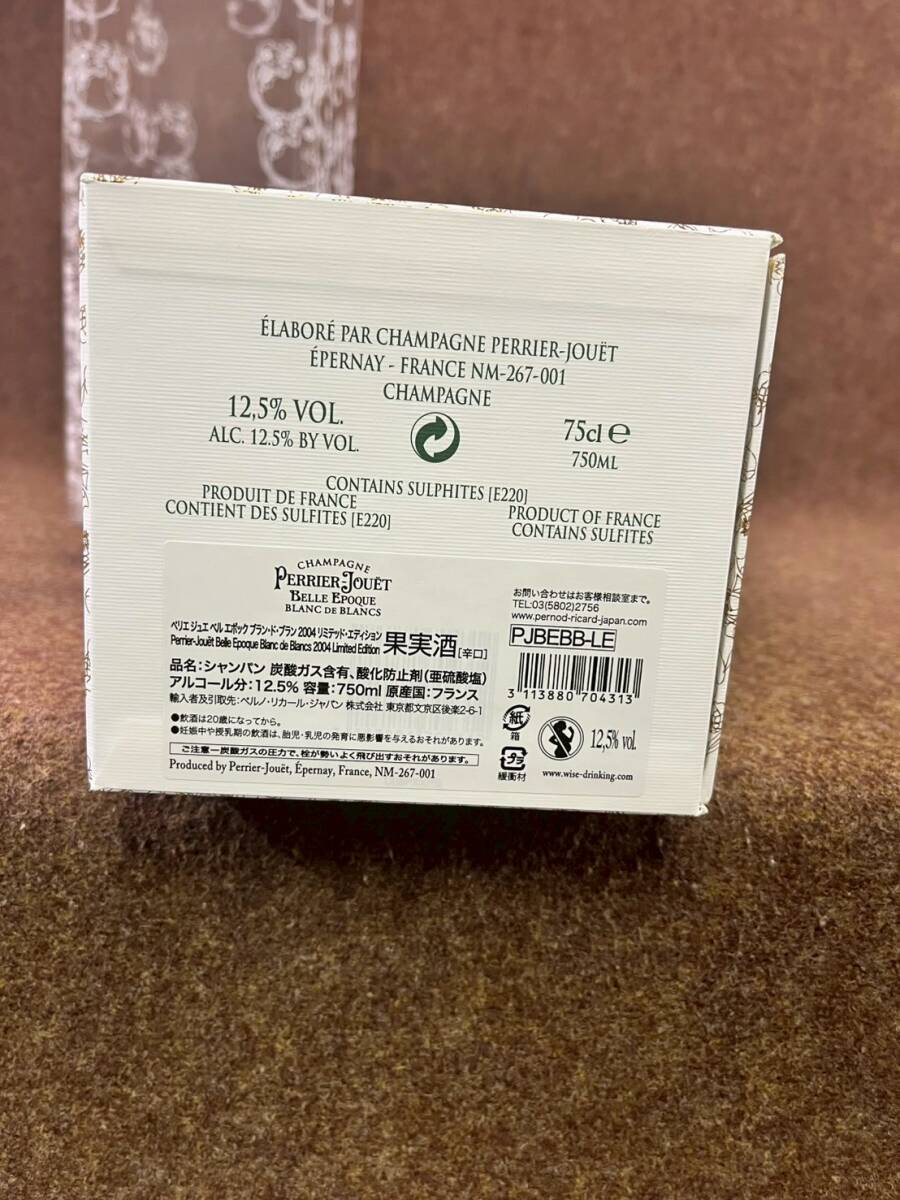 ÉLABORÉ PAR CHAMPAGNE PERRIER-JOUËT
ÉPERNAY - FRANCE NM-267-001
CHAMPAGNE
12,5% VOL.
ALC. 12.5% BY VOL.
75cl e
750ML
CONTAINS SULPHITES [E220]
PRODUIT DE FRANCE
CONTIENT DES SULFITES [E220]
PRODUCT OF FRANCE
CONTAINS SULFITES
CHAMPAGNE
PERRIER-JOUËT
BELLE EPOQUE
BLANC DE BLANCS
ペリエ ジュエ ベル エポック ブラン・ド・ブラン 2004 リミテッド・エディション
Perrier-Jouët Belle Epoque Blanc de Blancs 2004 Limited Edition
果実酒[辛口]
品名:シャンパン 炭酸ガス含有、酸化防止剤(亜硫酸塩)
アルコール分:12.5% 容量:750ml 原産国:フランス
輸入者及引取先:ペルノ・リカール・ジャパン 株式会社 東京都文京区後楽2-6-1
●飲酒は20歳になってから。
●妊娠中や授乳期の飲酒は、胎児・乳児の発育に悪影響を与えるおそれがあります。
ご注意ー炭酸ガスの圧力で、栓が勢いよく飛び出すおそれがあります。
Produced by Perrier-Jouët, Épernay, France, NM-267-001
お問い合わせはお客様相談室まで。
TEL:03(5802)2756
www.pernod-ricard-japan.com
PJBEBB-LE
3 113880 704313
紙
箱
プラ
緩衝材
12,5% vol.
www.wise-drinking.com